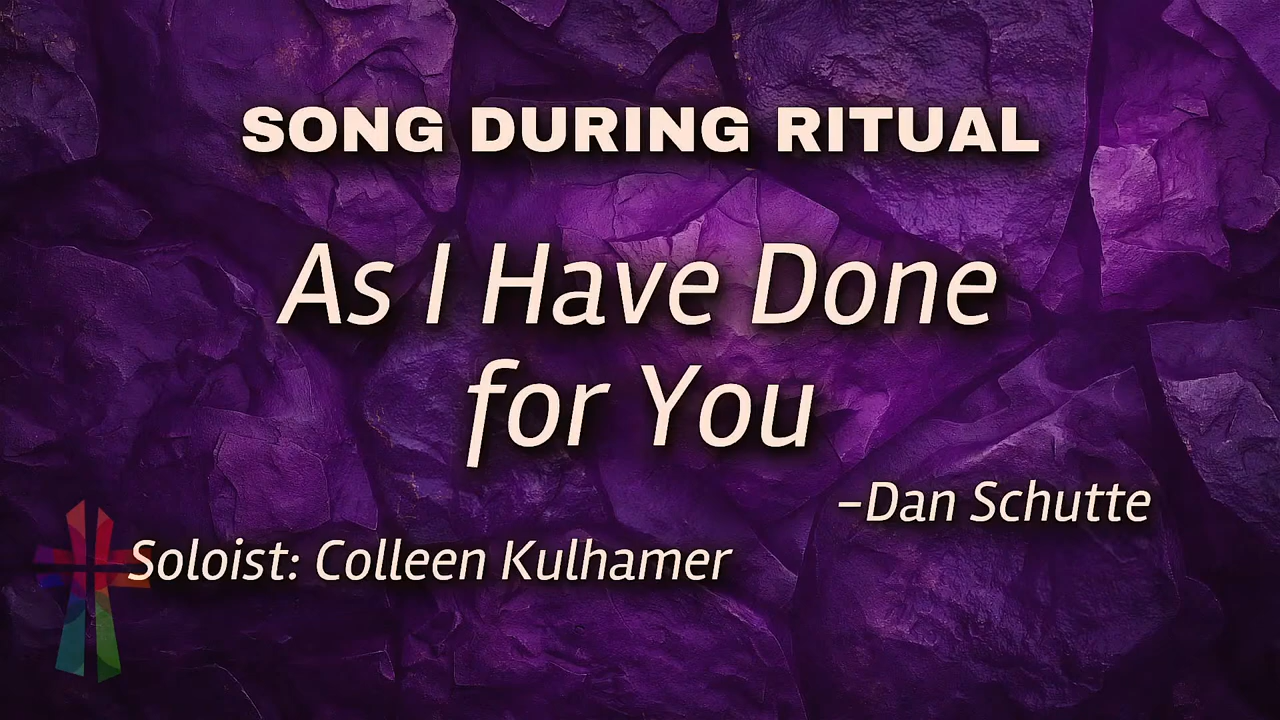 SONG DURING RITUAL
As I Have Done
for You
–Dan Schutte
Soloist: Colleen Kulhamer